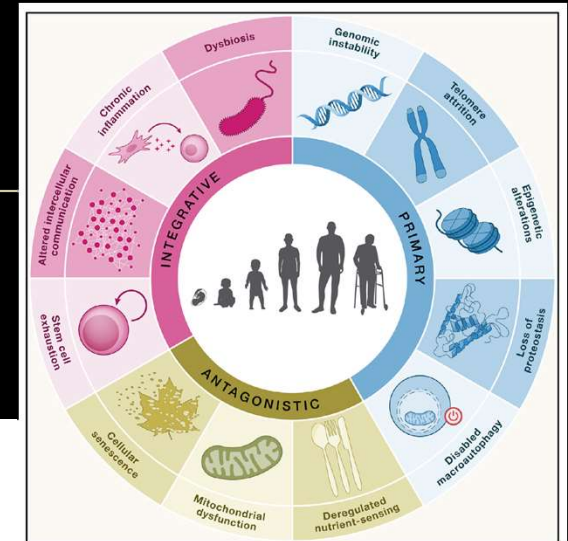 Dysbiosis
Genomic
instability
Telomere
attrition
Epigenetic
alterations
Loss of
proteostasis
Disabled
macroautophagy
Deregulated
nutrient-sensing
Mitochondrial
dysfunction
Cellular
senescence
Stem cell
exhaustion
Altered intercellular
communication
Chronic
inflammation
INTEGRATIVE
PRIMARY
ANTAGONISTIC